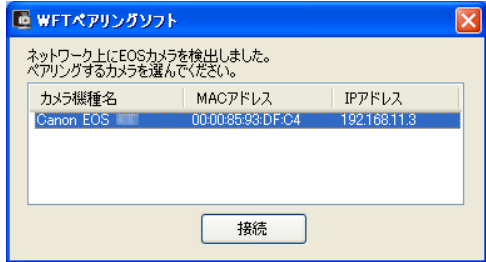 WFTペアリングソフト
ネットワーク上にEOSカメラを検出しました。
ペアリングするカメラを選んでください。
カメラ機種名 MACアドレス IPアドレス
Canon EOS 00:00:85:93:DF:C4 192.168.11.3
接続